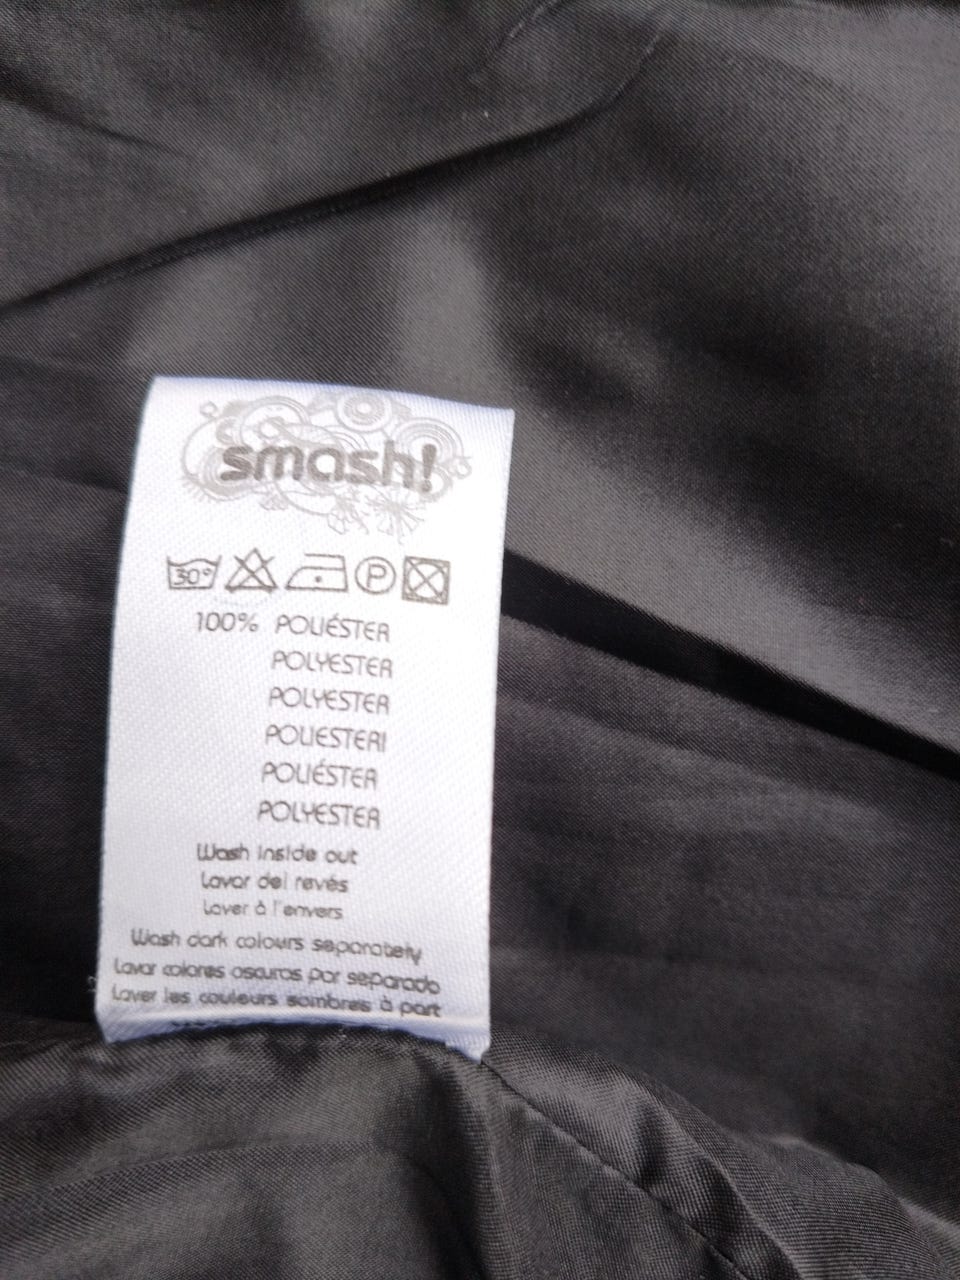 smash!
30°
P
100% POLIÉSTER
POLYESTER
POLYESTER
POLIESTERI
POLIÉSTER
POLYESTER
Wash inside out
Lavar del revés
Laver à l'envers
Wash dark colours separately
Lavar colores oscuros por separado
Laver les couleurs sombres à part